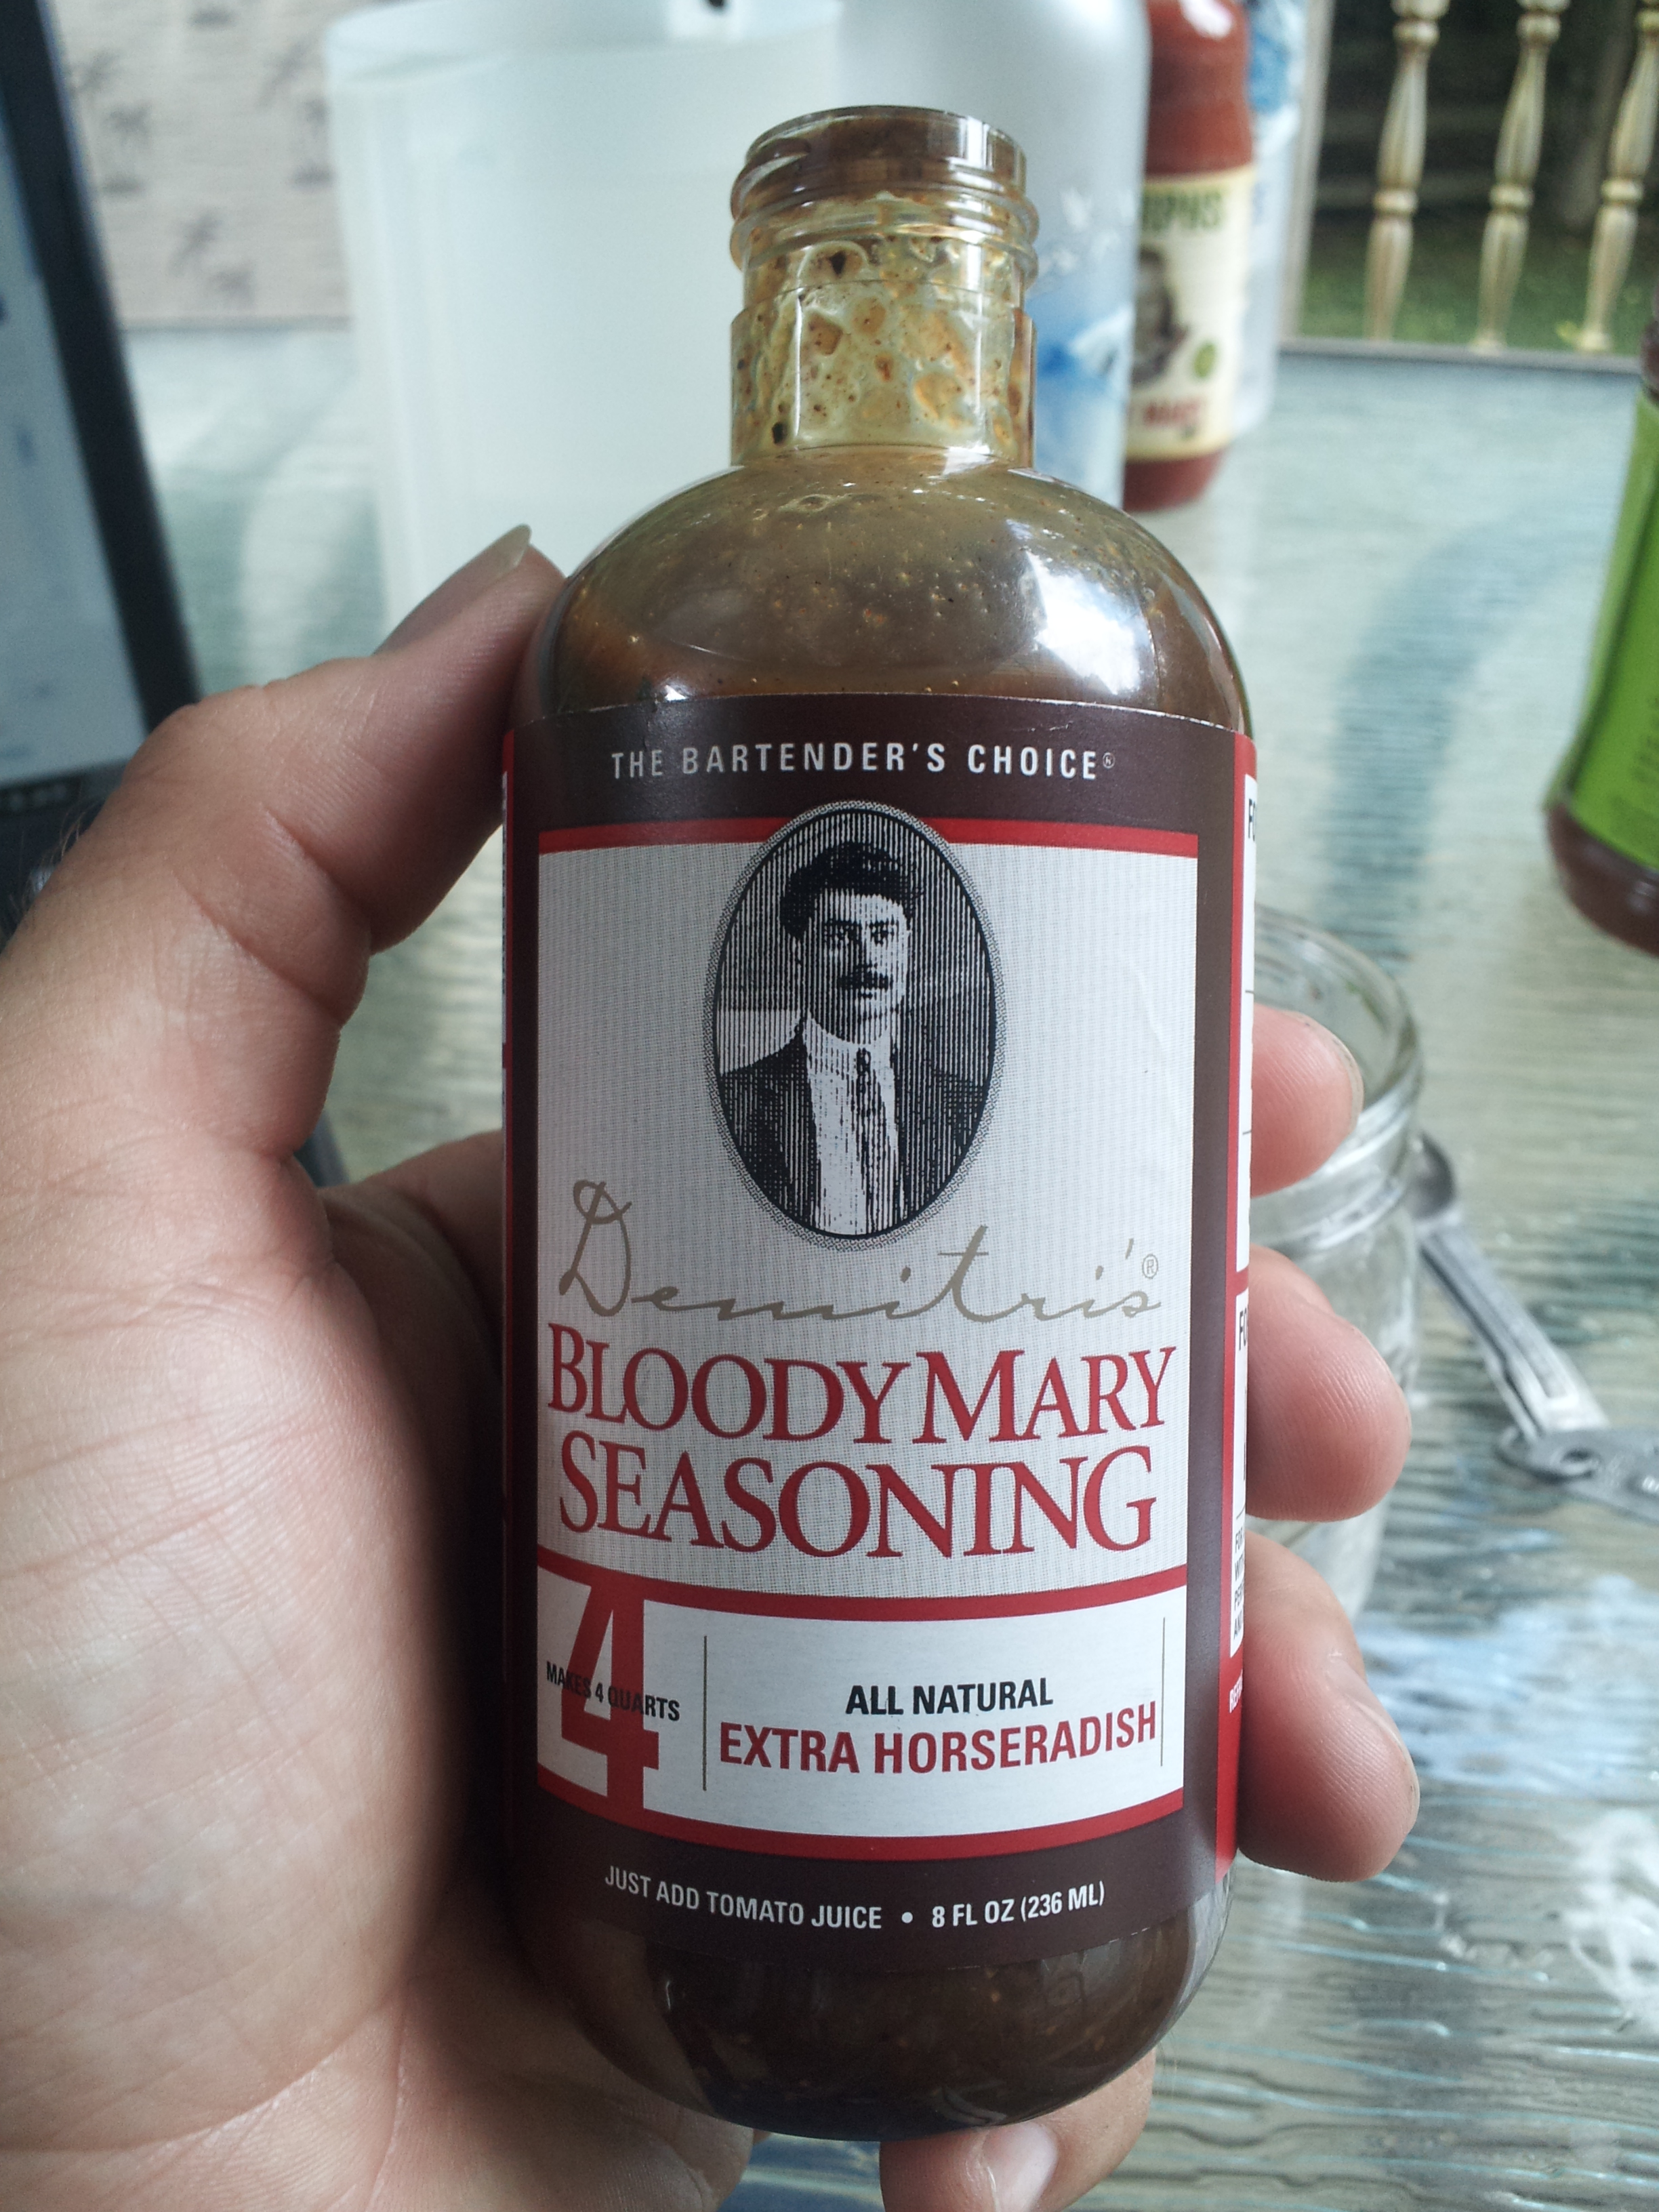 THE BARTENDER'S CHOICE®
Demitri's®
BLOODY MARY
SEASONING
4
MAKES 4 QUARTS
ALL NATURAL
EXTRA HORSERADISH
JUST ADD TOMATO JUICE • 8 FL OZ (236 ML)